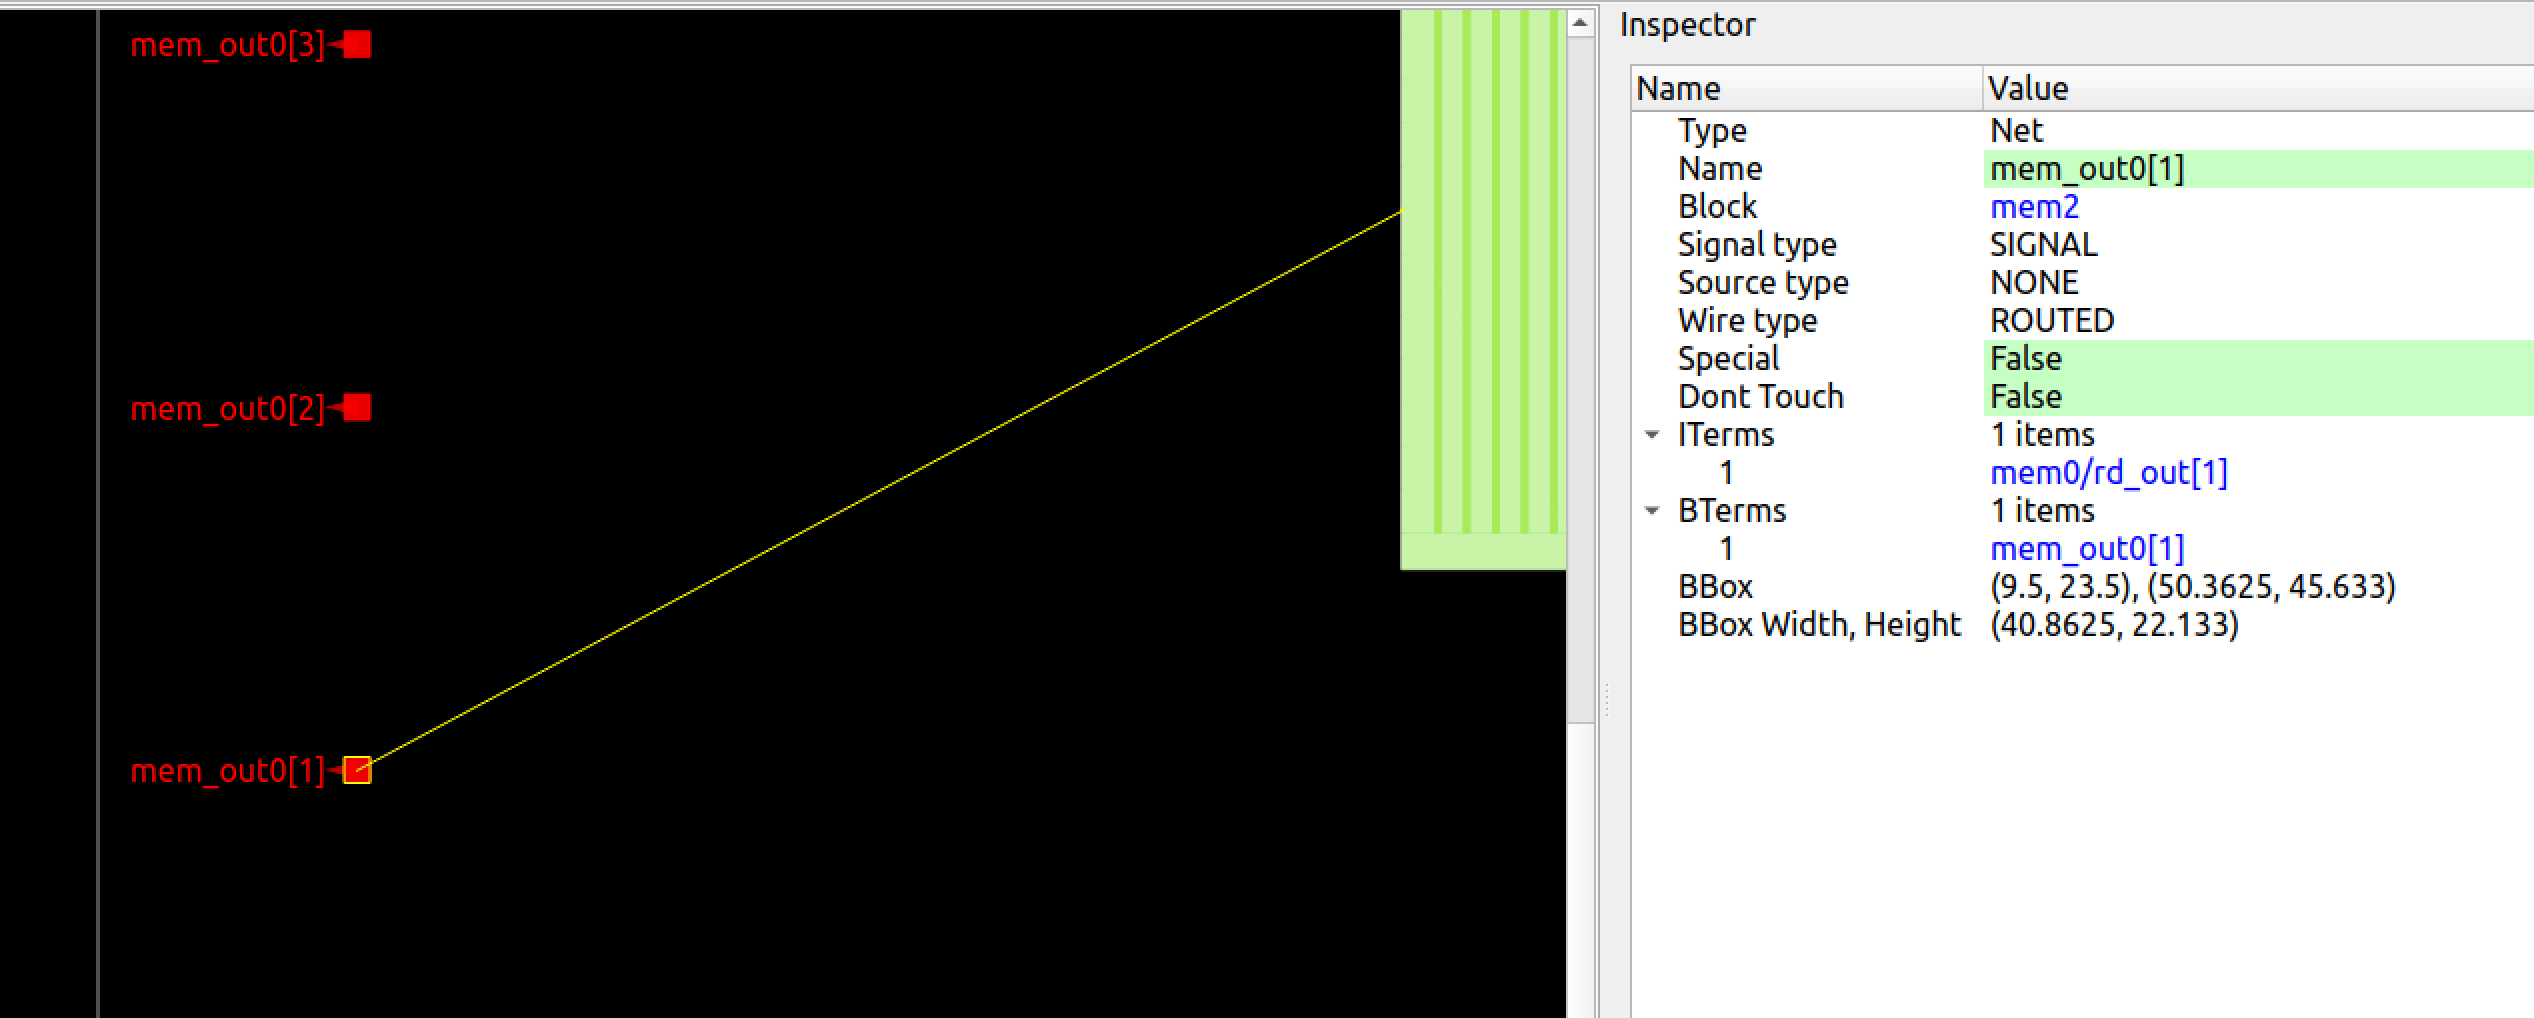 mem_out0[3]
mem_out0[2]
mem_out0[1]
Inspector
Name Value
Type Net
Name mem_out0[1]
Block mem2
Signal type SIGNAL
Source type NONE
Wire type ROUTED
Special False
Dont Touch False
ITerms 1 items
1 mem0/rd_out[1]
BTerms 1 items
1 mem_out0[1]
BBox (9.5, 23.5), (50.3625, 45.633)
BBox Width, Height (40.8625, 22.133)